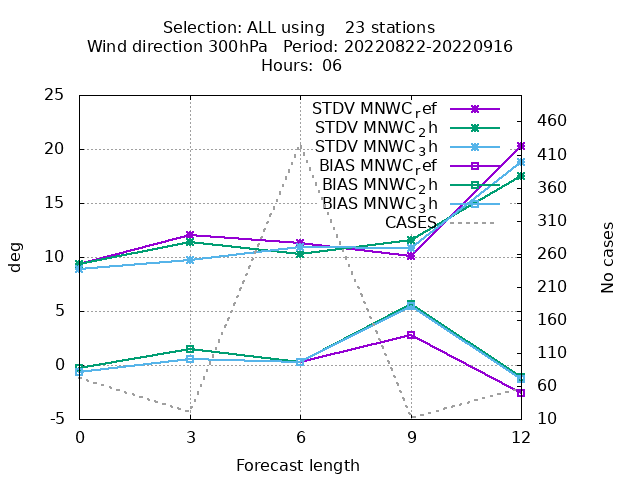 Selection: ALL using    23 stations
Wind direction 300hPa   Period: 20220822-20220916
Hours:  06
STDV MNWC_ref
STDV MNWC_2h
STDV MNWC_3h
BIAS MNWC_ref
BIAS MNWC_2h
BIAS MNWC_3h
CASES
25
20
15
10
5
0
-5
deg
460
410
360
310
260
210
160
110
60
10
No cases
0 3 6 9 12
Forecast length